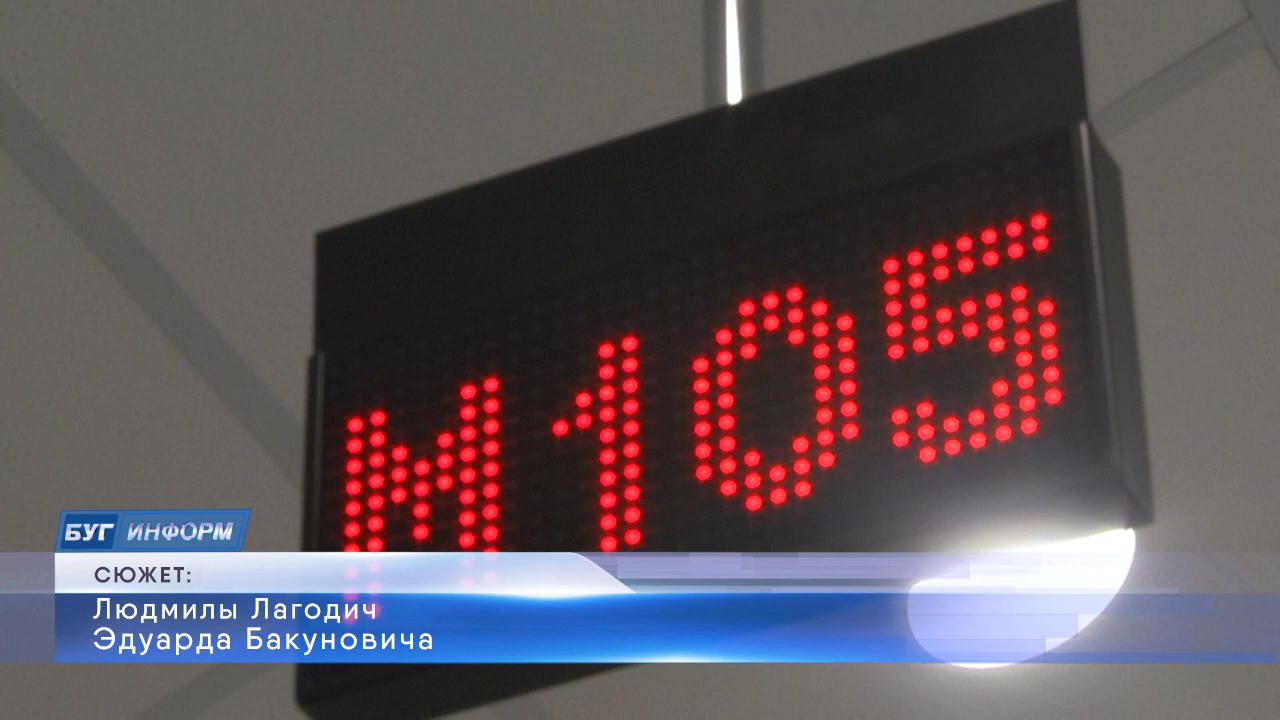 М105
БУГ ИНФОРМ
СЮЖЕТ:
Людмилы Лагодич
Эдуарда Бакуновича